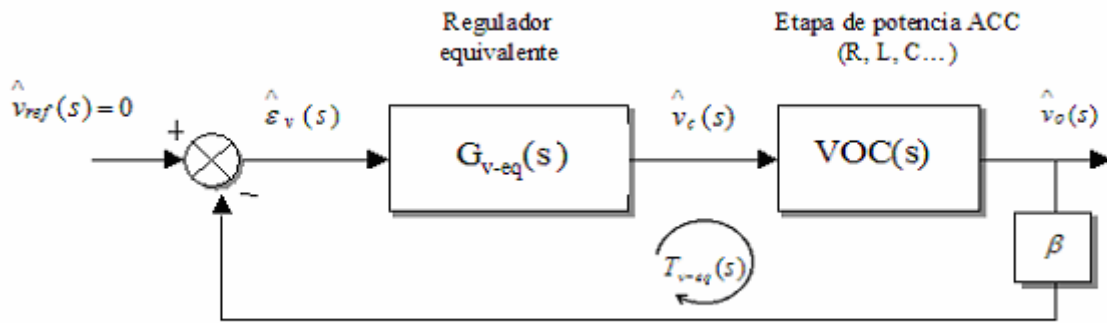 Regulador
equivalente
Etapa de potencia ACC
(R, L, C…)
v̂ref(s)=0
+
−
ε̂v(s)
Gv-eq(s)
v̂c(s)
VOC(s)
v̂o(s)
Tv-eq(s)
β